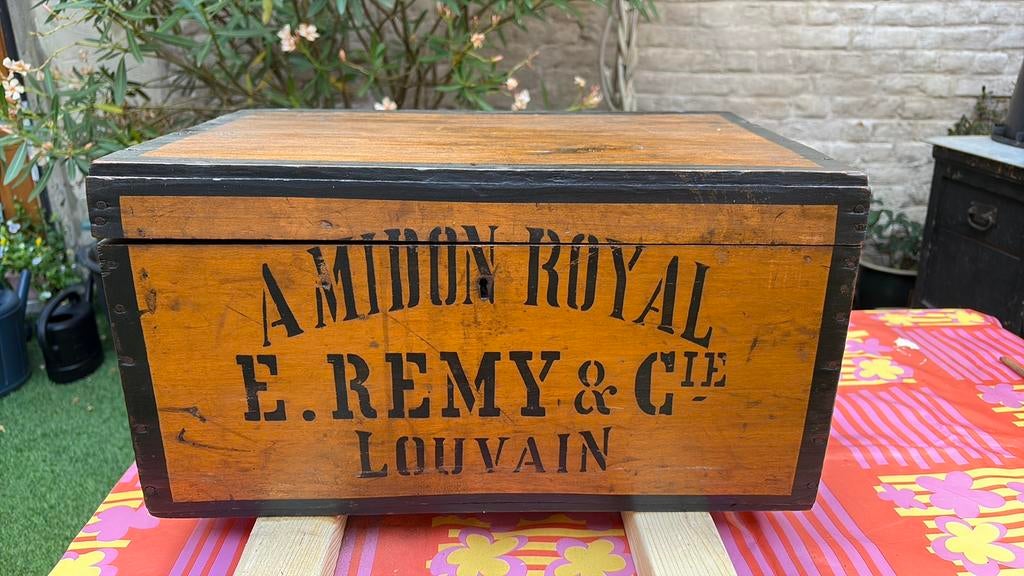 AMIDON ROYAL
E. REMY & CIE
LOUVAIN